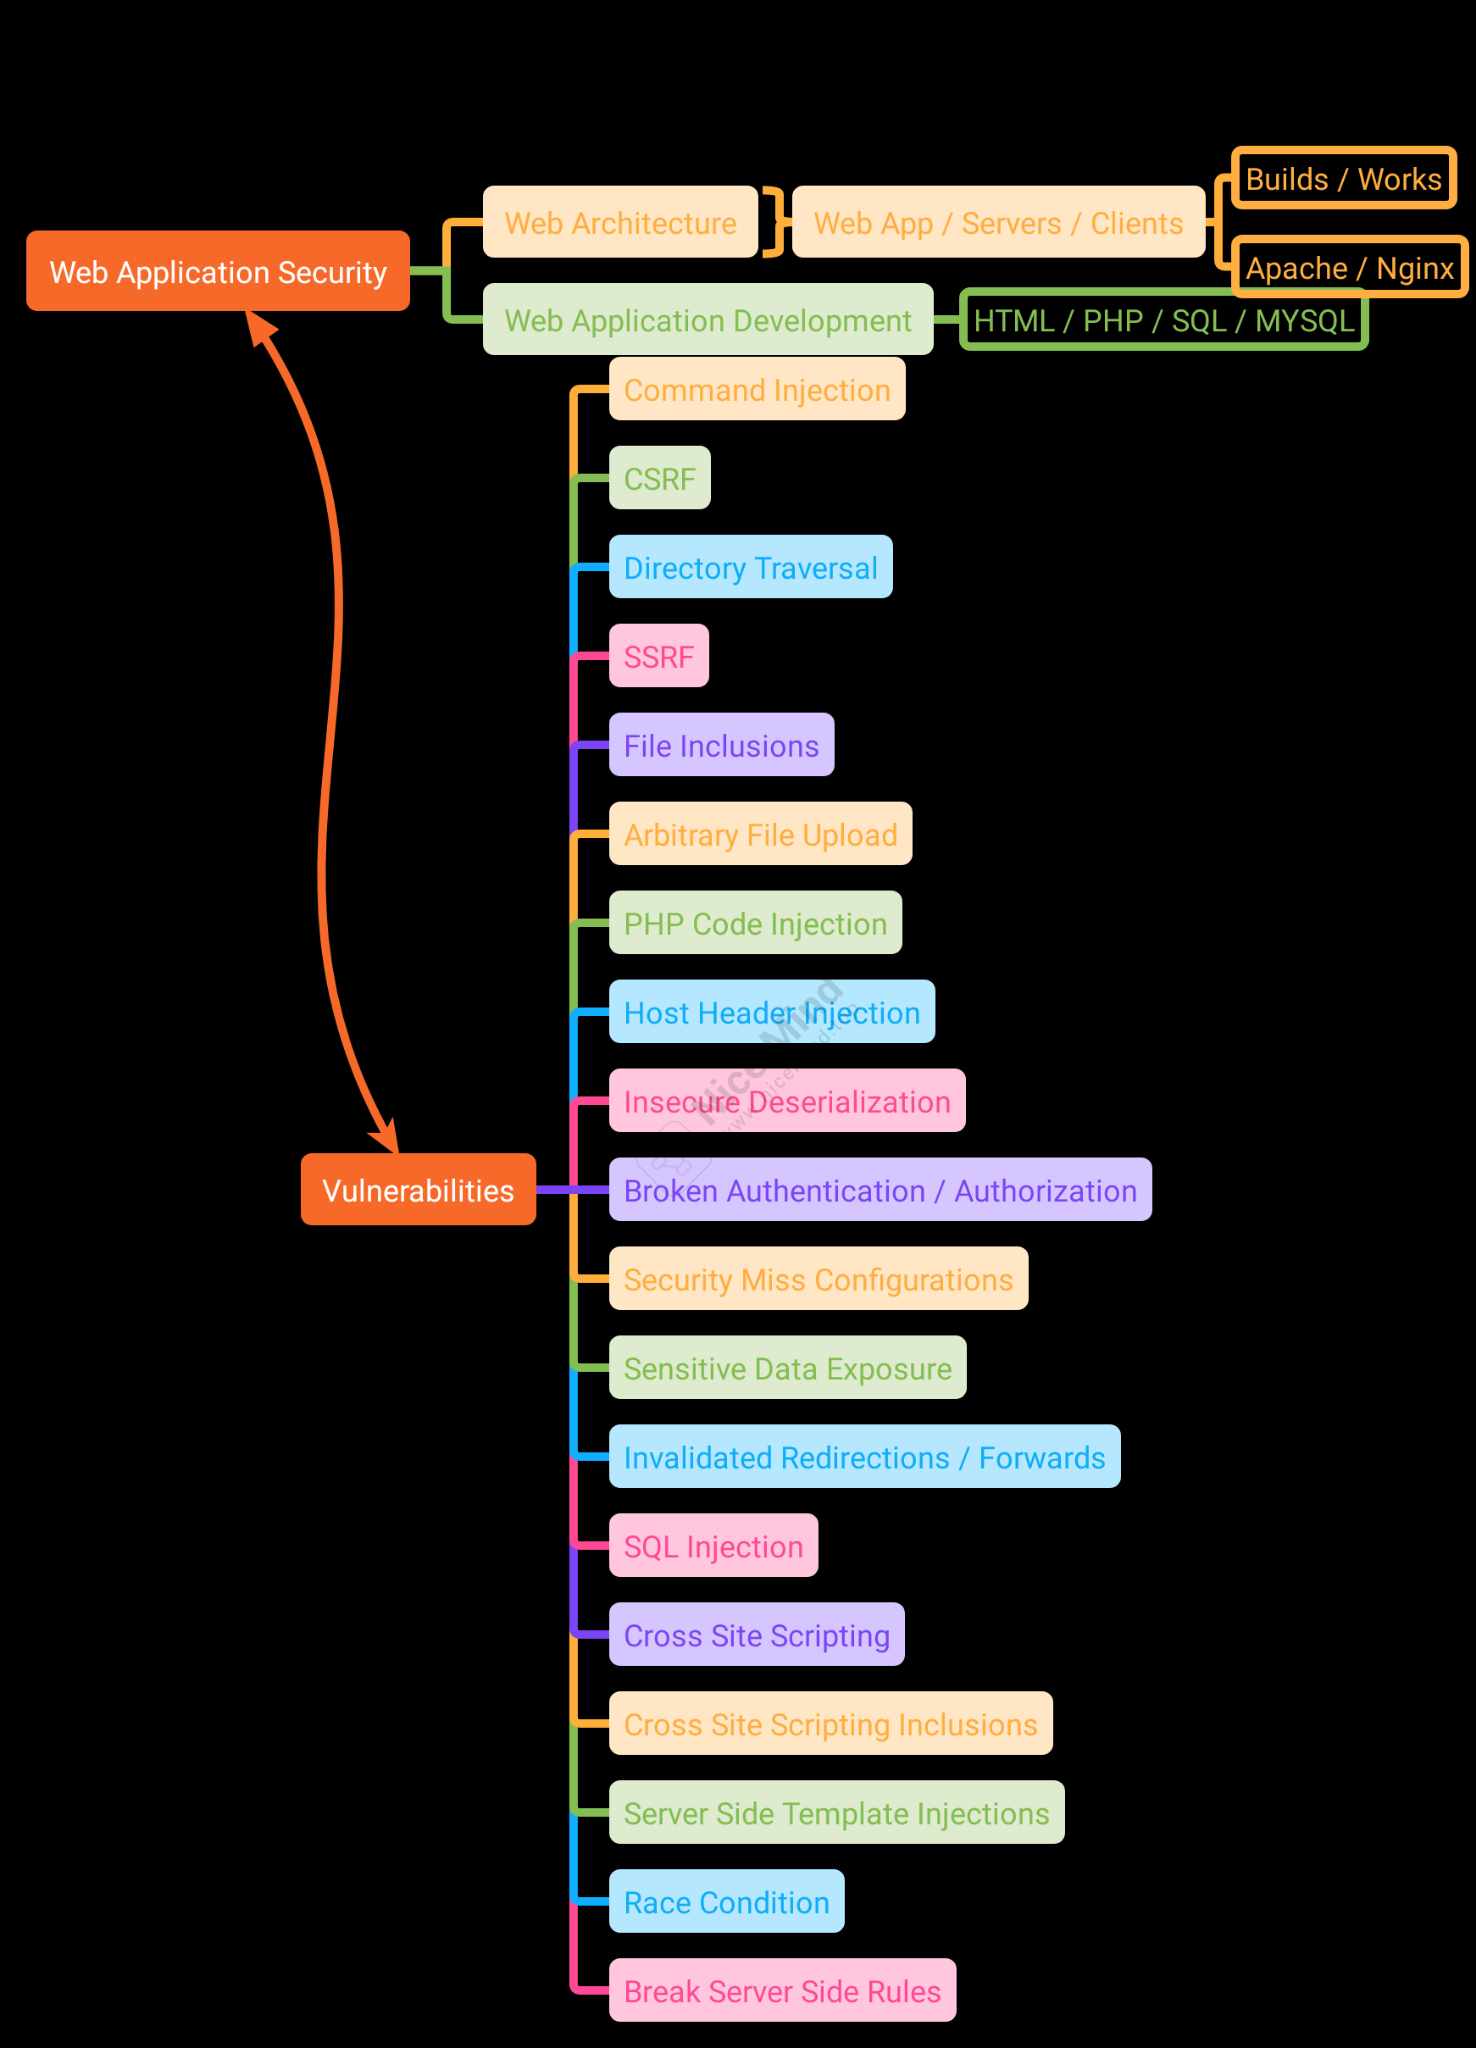 Builds / Works
Web Architecture
Web App / Servers / Clients
Web Application Security
Apache / Nginx
Web Application Development
HTML / PHP / SQL / MYSQL
Command Injection
CSRF
Directory Traversal
SSRF
File Inclusions
Arbitrary File Upload
PHP Code Injection
Host Header Injection
NiceMind
Insecure Deserialization
Vulnerabilities
Broken Authentication / Authorization
Security Miss Configurations
Sensitive Data Exposure
Invalidated Redirections / Forwards
SQL Injection
Cross Site Scripting
Cross Site Scripting Inclusions
Server Side Template Injections
Race Condition
Break Server Side Rules